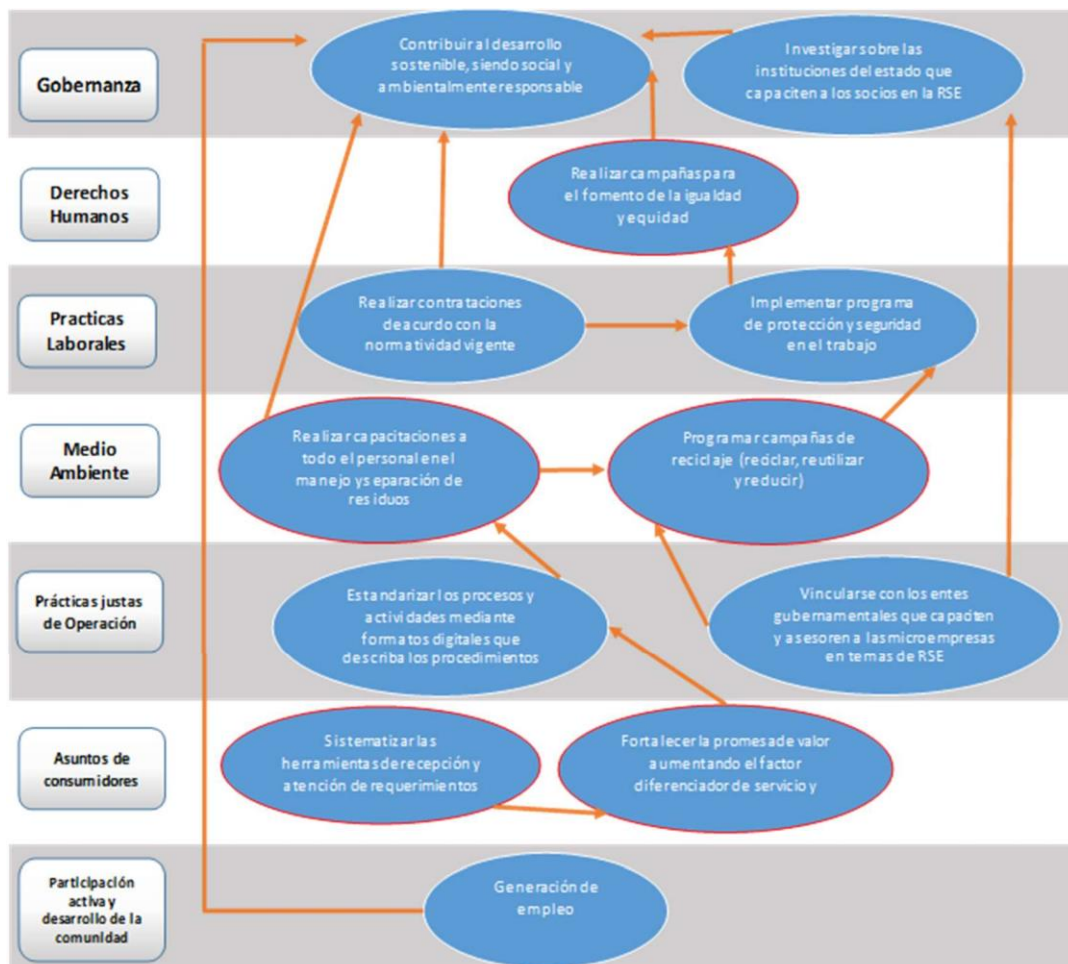 Gobernanza
Contribuir al desarrollo
sostenible, siendo social y
ambientalmente responsable
Investigar sobre las
instituciones del estado que
capaciten a los socios en la RSE
Derechos
Humanos
Realizar campañas para
el fomento de la igualdad
y equidad
Practicas
Laborales
Realizar contrataciones
de acurdo con la
normatividad vigente
Implementar programa
de protección y seguridad
en el trabajo
Medio
Ambiente
Realizar capacitaciones a
todo el personal en el
manejo y separación de
residuos
Programar campañas de
reciclaje (reciclar, reutilizar
y reducir)
Prácticas justas
de Operación
Estandarizar los procesos y
actividades mediante
formatos digitales que
describa los procedimientos
Vincularse con los entes
gubernamentales que capaciten
y asesoren a las microempresas
en temas de RSE
Asuntos de
consumidores
Sistematizar las
herramientas de recepción y
atención de requerimientos
Fortalecer la promesa de valor
aumentando el factor
diferenciador de servicio y
Participación
activa y
desarrollo de la
comunidad
Generación de
empleo